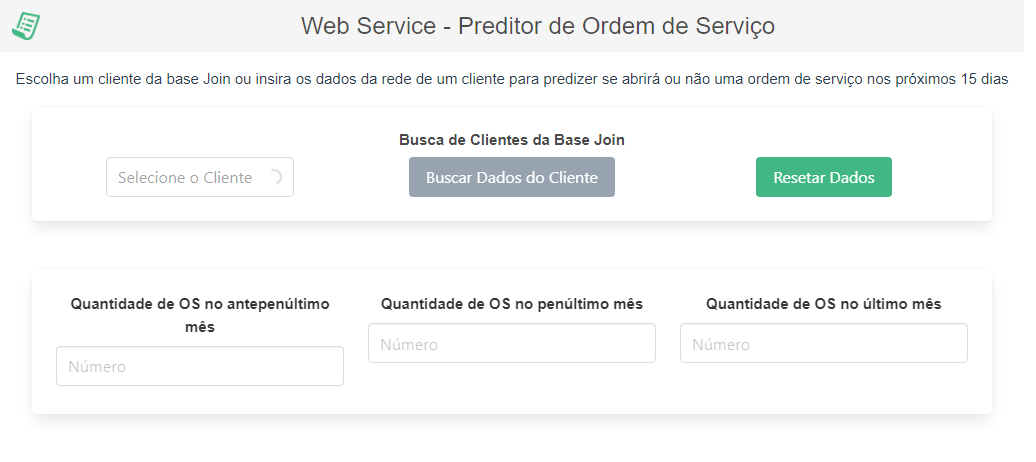 Web Service - Preditor de Ordem de Serviço
Escolha um cliente da base Join ou insira os dados da rede de um cliente para predizer se abrirá ou não uma ordem de serviço nos próximos 15 dias
Busca de Clientes da Base Join
Selecione o Cliente
Buscar Dados do Cliente
Resetar Dados
Quantidade de OS no antepenúltimo
mês
Número
Quantidade de OS no penúltimo mês
Número
Quantidade de OS no último mês
Número